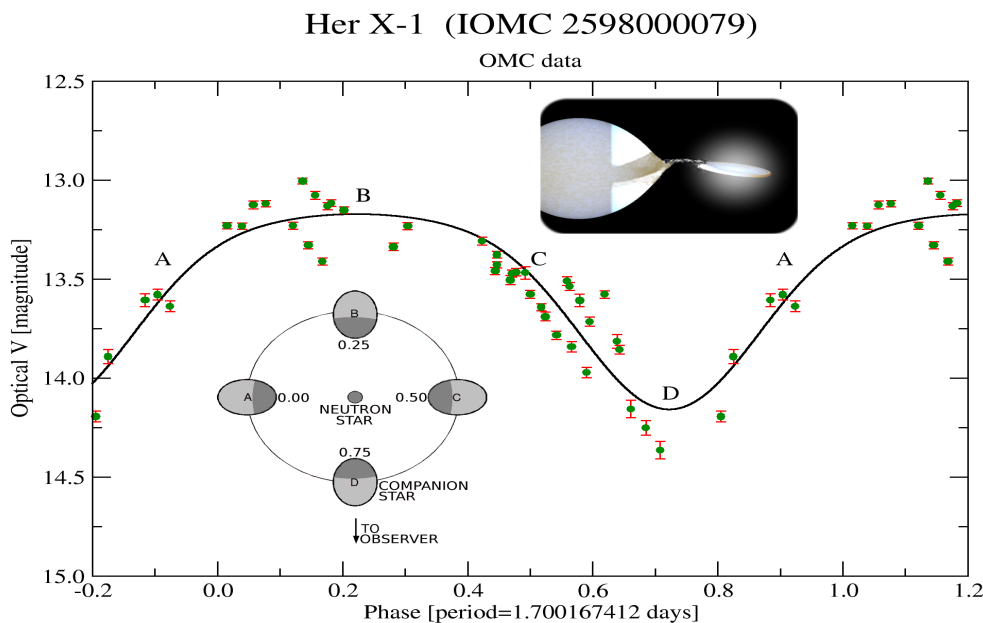 Her X-1 (IOMC 2598000079)
OMC data
12.5
13.0
13.5
14.0
14.5
15.0
Optical V [magnitude]
A
B
C
D
A
B
0.25
A
0.00
NEUTRON
STAR
0.50
C
0.75
D
COMPANION
STAR
TO
OBSERVER
-0.2
0.0
0.2
0.4
0.6
0.8
1.0
1.2
Phase [period=1.700167412 days]